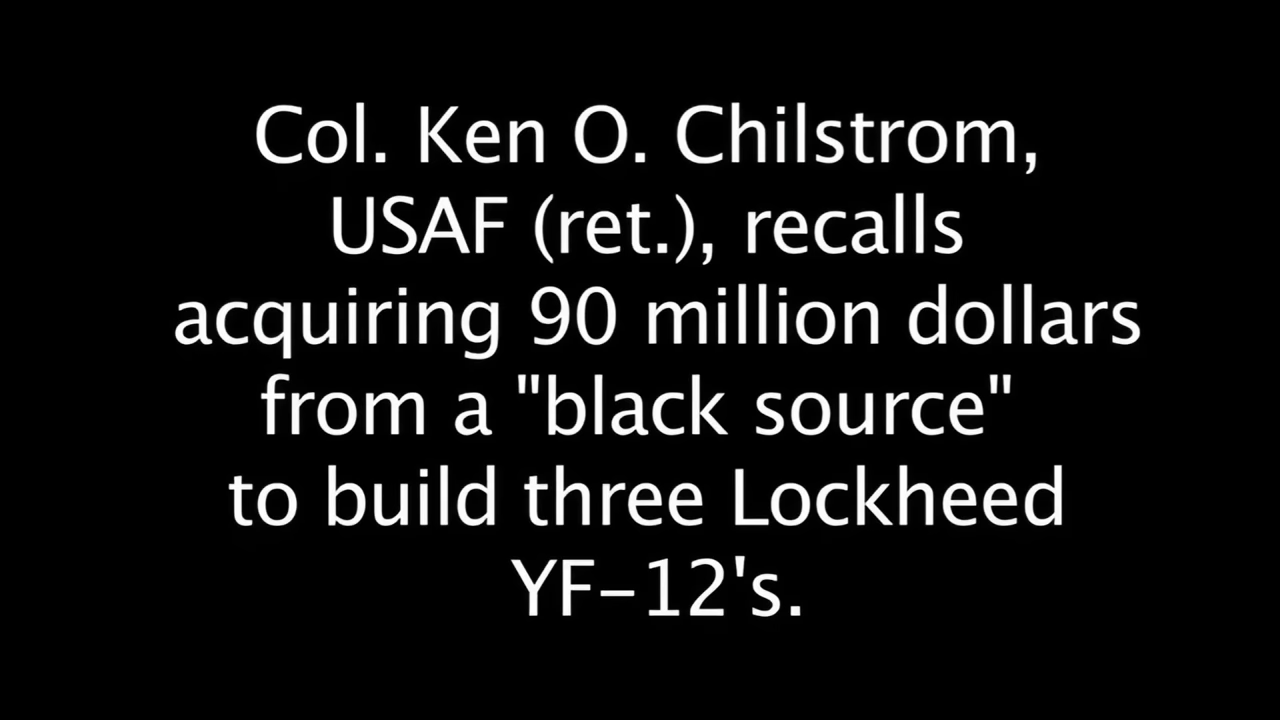 Col. Ken O. Chilstrom,
USAF (ret.), recalls
acquiring 90 million dollars
from a "black source"
to build three Lockheed
YF-12's.